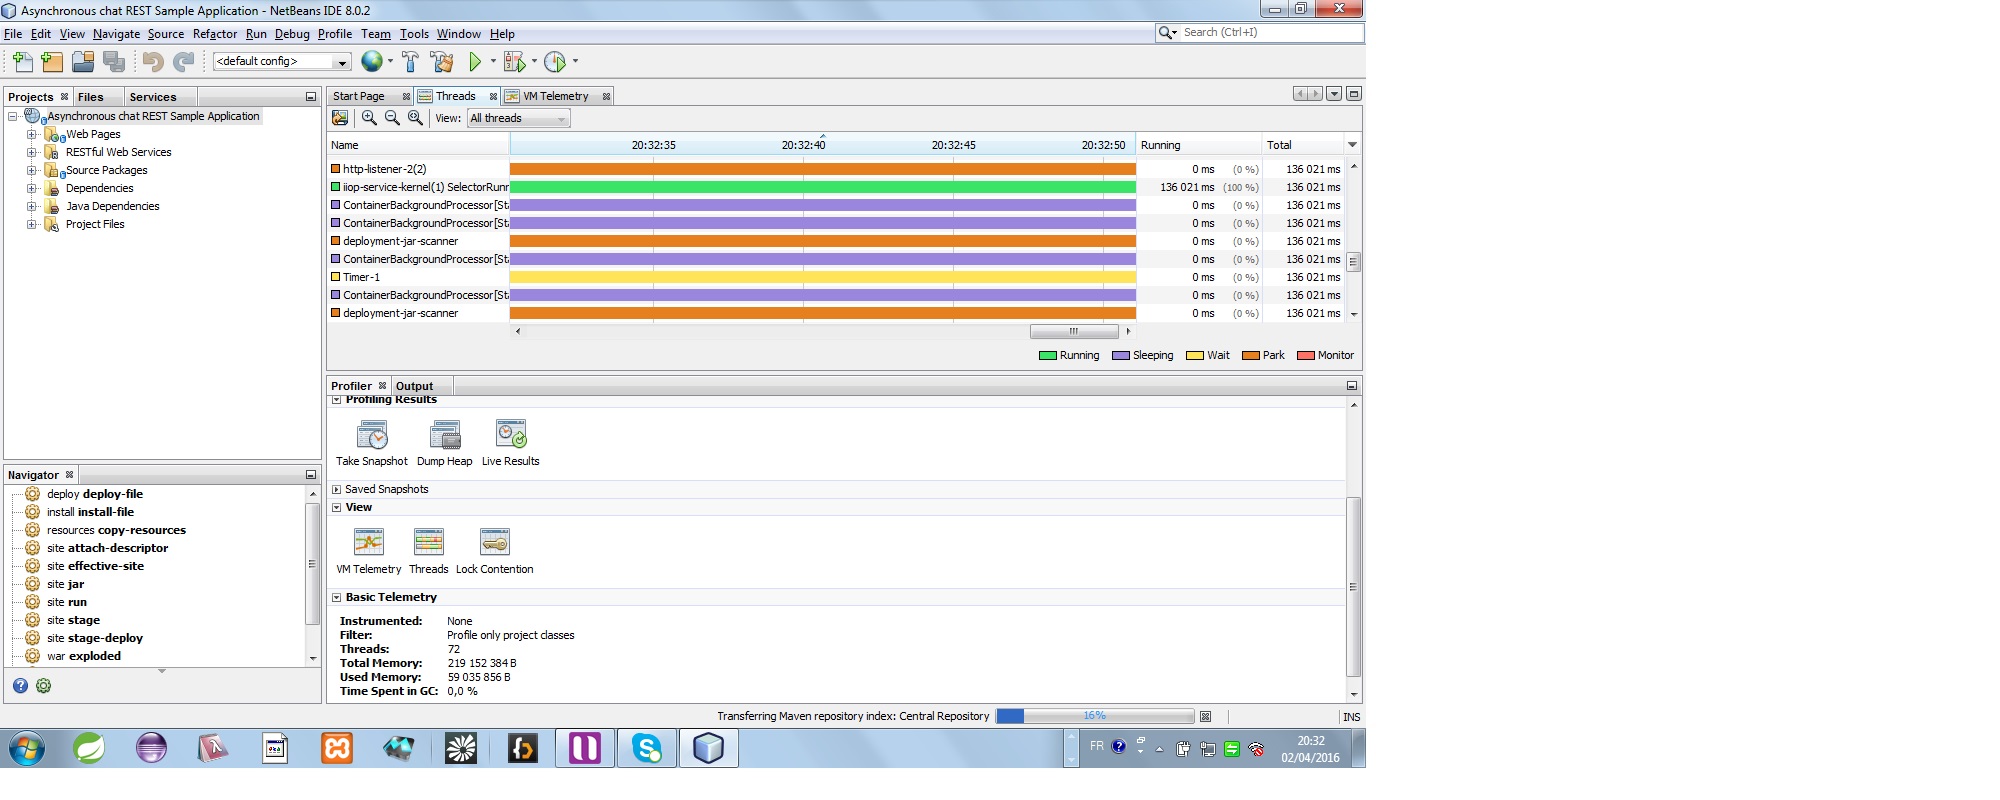 Asynchronous chat REST Sample Application - NetBeans IDE 8.0.2
File Edit View Navigate Source Refactor Run Debug Profile Team Tools Window Help
Search (Ctrl+I)
<default config>
Projects Files Services
Asynchronous chat REST Sample Application
Web Pages
RESTful Web Services
Source Packages
Dependencies
Java Dependencies
Project Files
Start Page Threads VM Telemetry
View: All threads
Name 20:32:35 20:32:40 20:32:45 20:32:50 Running Total
http-listener-2(2) 0 ms (0 %) 136 021 ms
iiop-service-kernel(1) SelectorRunr 136 021 ms (100 %) 136 021 ms
ContainerBackgroundProcessor[Sta 0 ms (0 %) 136 021 ms
ContainerBackgroundProcessor[Sta 0 ms (0 %) 136 021 ms
deployment-jar-scanner 0 ms (0 %) 136 021 ms
ContainerBackgroundProcessor[Sta 0 ms (0 %) 136 021 ms
Timer-1 0 ms (0 %) 136 021 ms
ContainerBackgroundProcessor[Sta 0 ms (0 %) 136 021 ms
deployment-jar-scanner 0 ms (0 %) 136 021 ms
Running Sleeping Wait Park Monitor
Profiler Output
Profiling Results
Take Snapshot Dump Heap Live Results
Saved Snapshots
View
VM Telemetry Threads Lock Contention
Basic Telemetry
Instrumented: None
Filter: Profile only project classes
Threads: 72
Total Memory: 219 152 384 B
Used Memory: 59 035 856 B
Time Spent in GC: 0,0 %
Navigator
deploy deploy-file
install install-file
resources copy-resources
site attach-descriptor
site effective-site
site jar
site run
site stage
site stage-deploy
war exploded
Transferring Maven repository index: Central Repository 16% INS
FR 20:32
02/04/2016